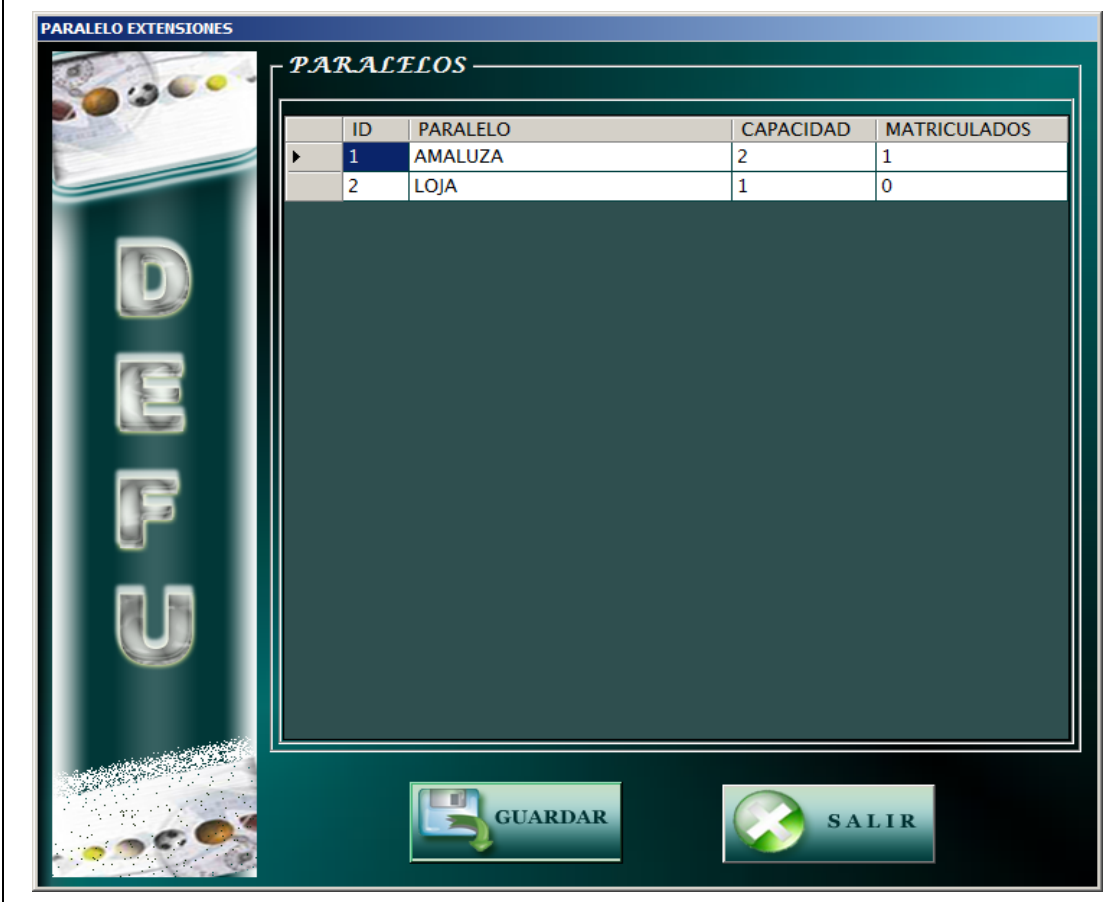 PARALELO EXTENSIONES
PARALELOS
ID PARALELO CAPACIDAD MATRICULADOS
1 AMALUZA 2 1
2 LOJA 1 0
D
E
F
U
GUARDAR
SALIR